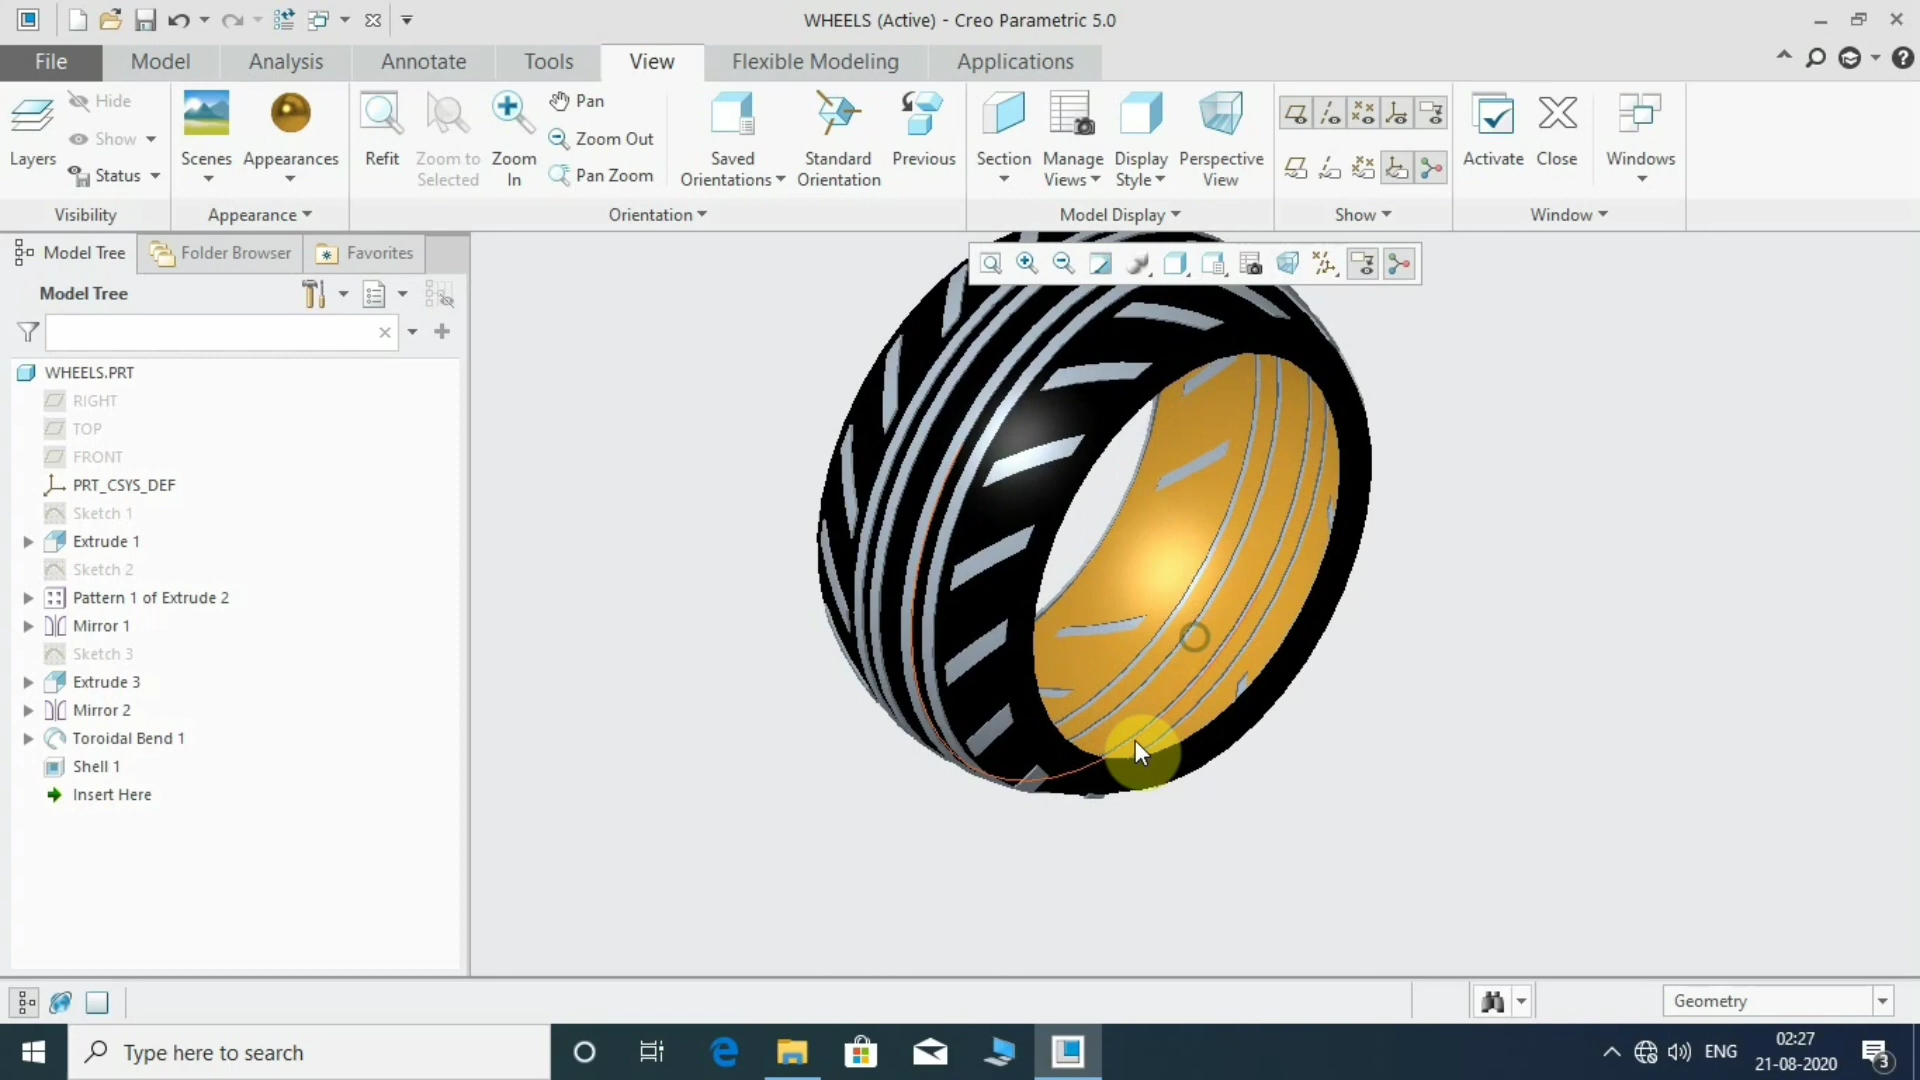 WHEELS (Active) - Creo Parametric 5.0
File Model Analysis Annotate Tools View Flexible Modeling Applications
Layers
Hide
Show
Status
Visibility
Scenes
Appearances
Appearance
Refit
Zoom to
Selected
Zoom
In
Pan
Zoom Out
Pan Zoom
Saved
Orientations
Standard
Orientation
Previous
Orientation
Section
Manage
Views
Display
Style
Perspective
View
Model Display
Show
Activate
Close
Windows
Window
Model Tree Folder Browser Favorites
Model Tree
WHEELS.PRT
RIGHT
TOP
FRONT
PRT_CSYS_DEF
Sketch 1
Extrude 1
Sketch 2
Pattern 1 of Extrude 2
Mirror 1
Sketch 3
Extrude 3
Mirror 2
Toroidal Bend 1
Shell 1
Insert Here
Geometry
Type here to search
ENG
02:27
21-08-2020
3